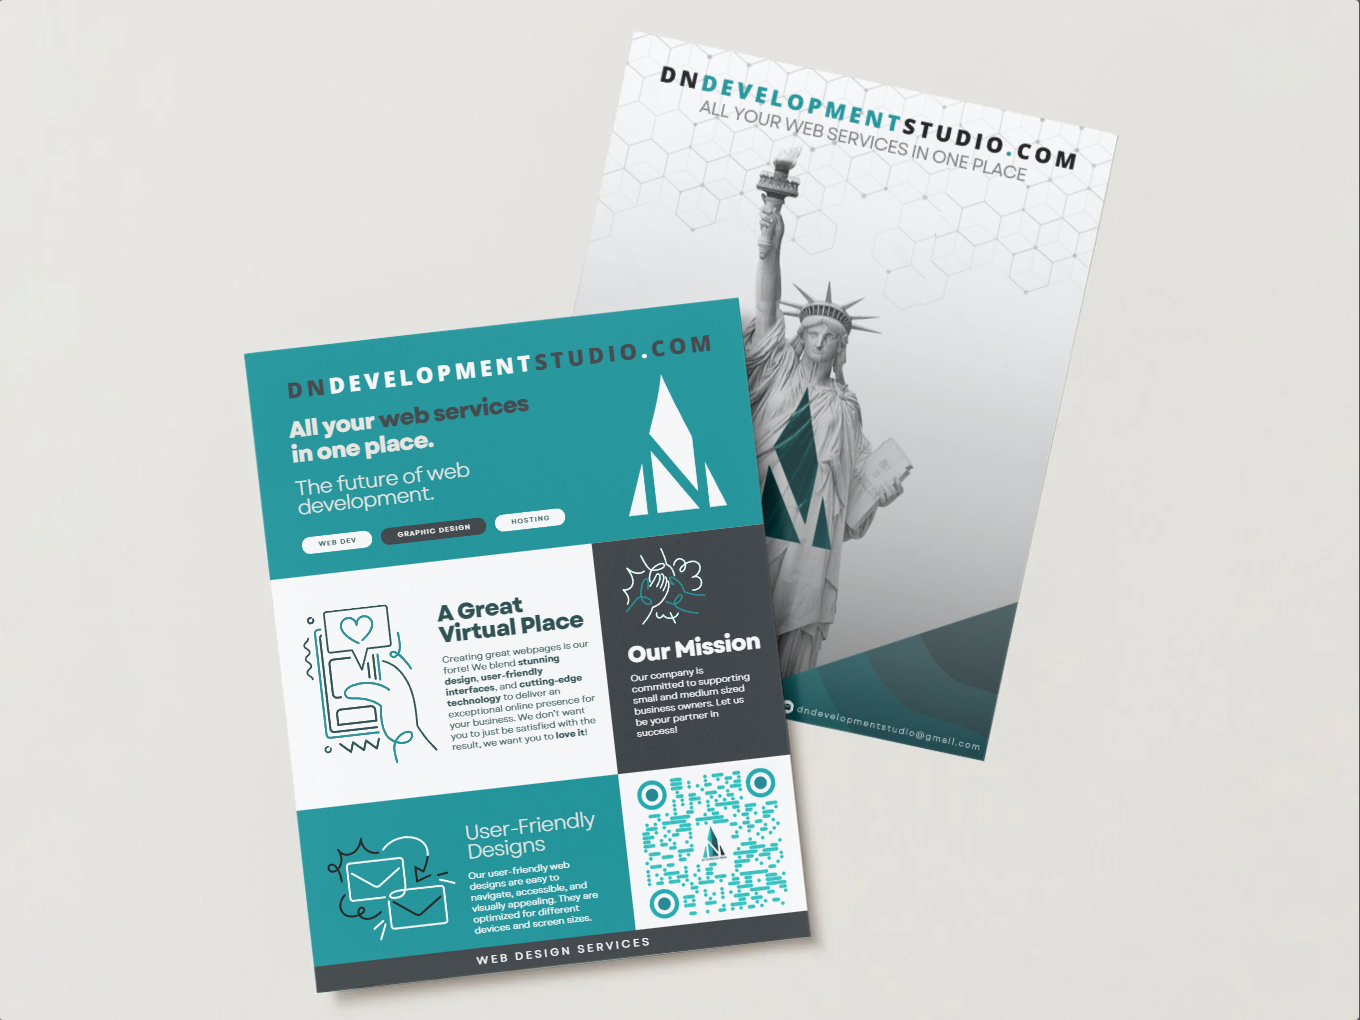 DNDEVELOPMENTSTUDIO.COM
ALL YOUR WEB SERVICES IN ONE PLACE
dndevelopmentstudio@gmail.com
DNDEVELOPMENTSTUDIO.COM
All your web services
in one place.
The future of web
development.
WEB DEV
GRAPHIC DESIGN
HOSTING
A Great
Virtual Place
Creating great webpages is our
forte! We blend stunning
design, user-friendly
interfaces, and cutting-edge
technology to deliver an
exceptional online presence for
your business. We don't want
you to just be satisfied with the
result, we want you to love it!
Our Mission
Our company is
committed to supporting
small and medium sized
business owners. Let us
be your partner in
success!
User-Friendly
Designs
Our user-friendly web
designs are easy to
navigate, accessible, and
visually appealing. They are
optimized for different
devices and screen sizes.
WEB DESIGN SERVICES